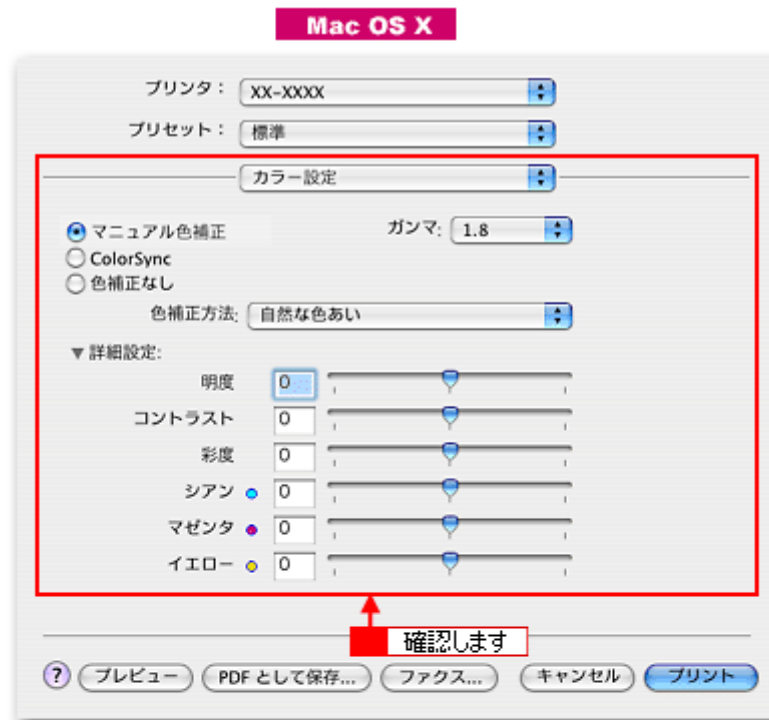 Mac OS X
プリンタ： XX-XXXX
プリセット： 標準
カラー設定
マニュアル色補正 ガンマ: 1.8
ColorSync
色補正なし
色補正方法: 自然な色あい
▼詳細設定:
明度 0
コントラスト 0
彩度 0
シアン 0
マゼンタ 0
イエロー 0
確認します
? プレビュー PDF として保存... ファクス... キャンセル プリント